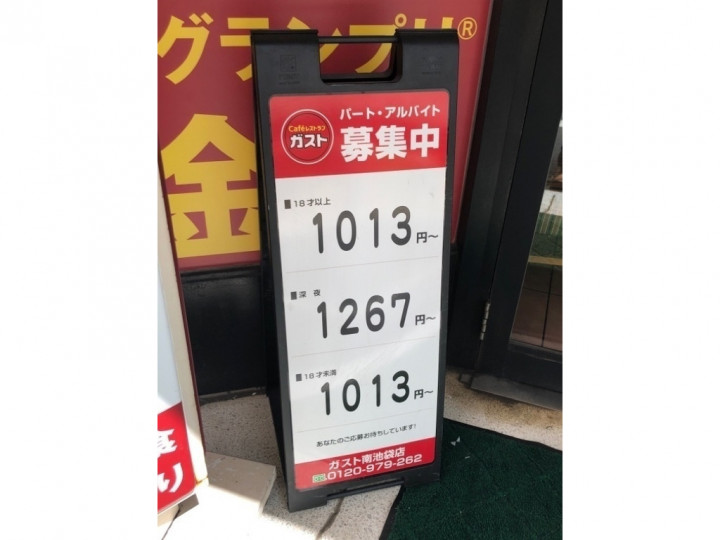 グランプリ®
金
Caféレストラン
ガスト
パート・アルバイト
募集中
■18才以上
1013円～
■深 夜
1267円～
■18才未満
1013円～
あなたのご応募お待ちしています!
ガスト南池袋店
0120-979-262
食
り